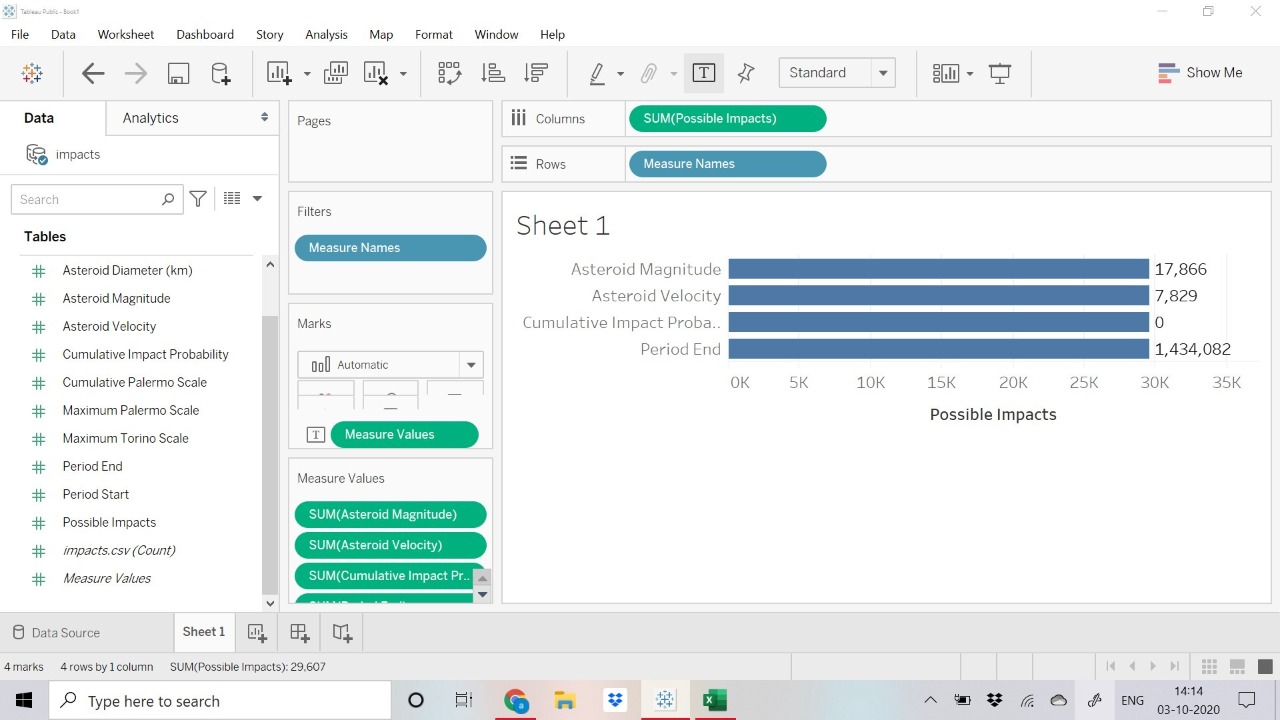 Tableau Public - Book1
File Data Worksheet Dashboard Story Analysis Map Format Window Help
Standard
Show Me
Data Analytics
impacts
Search
Tables
Asteroid Diameter (km)
Asteroid Magnitude
Asteroid Velocity
Cumulative Impact Probability
Cumulative Palermo Scale
Maximum Palermo Scale
Maximum Torino Scale
Period End
Period Start
Possible Impacts
impacts.csv (Count)
Measure Values
Pages
Filters
Measure Names
Marks
Automatic
Measure Values
Measure Values
SUM(Asteroid Magnitude)
SUM(Asteroid Velocity)
SUM(Cumulative Impact Pr..
Columns SUM(Possible Impacts)
Rows Measure Names
Sheet 1
Asteroid Magnitude 17,866
Asteroid Velocity 7,829
Cumulative Impact Proba.. 0
Period End 1,434,082
0K 5K 10K 15K 20K 25K 30K 35K
Possible Impacts
Data Source Sheet 1
4 marks 4 rows by 1 column SUM(Possible Impacts): 29,607
Type here to search
ENG
14:14
03-10-2020